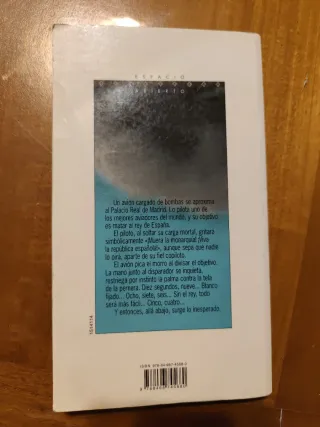 ESPACIO
ABIERTO
Un avión cargado de bombas se aproxima
al Palacio Real de Madrid. Lo pilota uno de
los mejores aviadores del mundo, y su objetivo
es matar al rey de España.
El piloto, al soltar su carga mortal, gritará
simbólicamente «¡Muera la monarquía! ¡Viva
la república española!», aunque sepa que nadie
lo oirá, aparte de su fiel copiloto.
El avión pica el morro al divisar el objetivo.
La mano junto al disparador se inquieta,
restriega por instinto la palma contra la tela
de la pernera. Diez segundos, nueve... Blanco
fijado... Ocho, siete, seis... Sin el rey, todo
será más fácil... Cinco, cuatro...
Y entonces, allá abajo, surge lo inesperado.